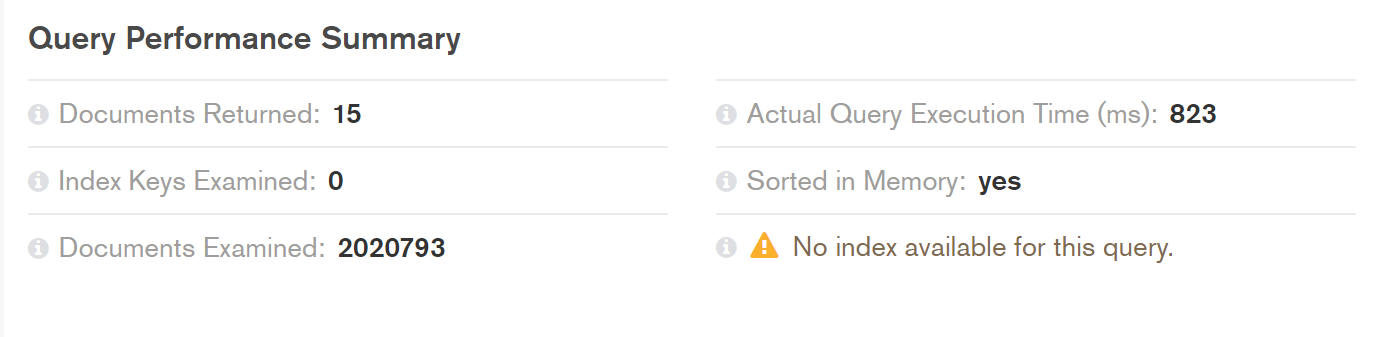 Query Performance Summary
Documents Returned: 15
Actual Query Execution Time (ms): 823
Index Keys Examined: 0
Sorted in Memory: yes
Documents Examined: 2020793
No index available for this query.